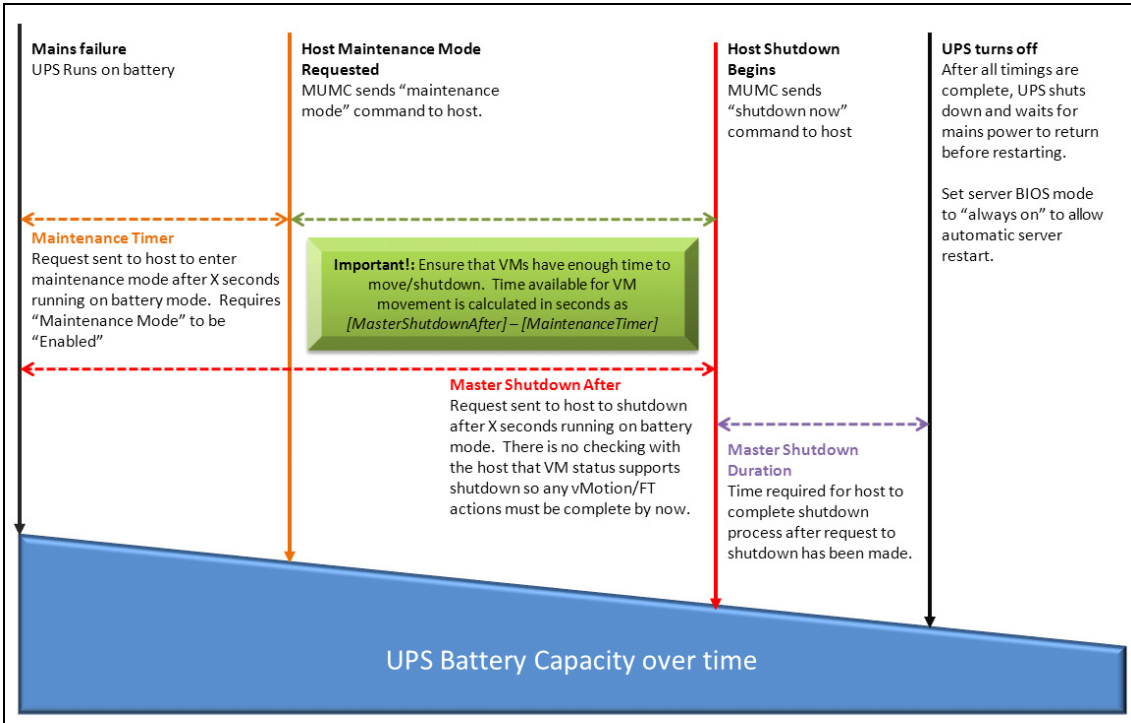 Mains failure
UPS Runs on battery
Host Maintenance Mode
Requested
MUMC sends “maintenance
mode” command to host.
Host Shutdown
Begins
MUMC sends
“shutdown now”
command to host
UPS turns off
After all timings are
complete, UPS shuts
down and waits for
mains power to return
before restarting.
Set server BIOS mode
to “always on” to allow
automatic server
restart.
Maintenance Timer
Request sent to host to enter
maintenance mode after X seconds
running on battery mode. Requires
“Maintenance Mode” to be
“Enabled”
Important!: Ensure that VMs have enough time to
move/shutdown. Time available for VM
movement is calculated in seconds as
[MasterShutdownAfter] – [MaintenanceTimer]
Master Shutdown After
Request sent to host to shutdown
after X seconds running on battery
mode. There is no checking with
the host that VM status supports
shutdown so any vMotion/FT
actions must be complete by now.
Master Shutdown
Duration
Time required for host to
complete shutdown
process after request to
shutdown has been made.
UPS Battery Capacity over time